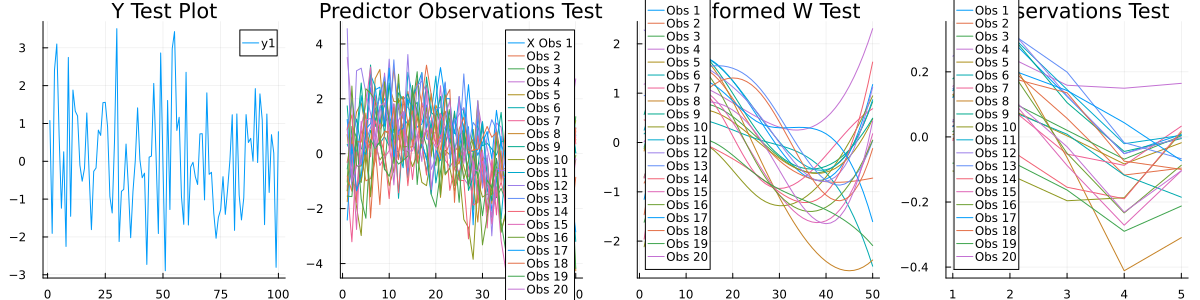 Y Test Plot
y1
3
2
1
0
−1
−2
−3
0
25
50
75
100
Predictor Observations Test
X Obs 1
Obs 2
Obs 3
Obs 4
Obs 5
Obs 6
Obs 7
Obs 8
Obs 9
Obs 10
Obs 11
Obs 12
Obs 13
Obs 14
Obs 15
Obs 16
Obs 17
Obs 18
Obs 19
Obs 20
4
2
0
−2
−4
0
10
20
30
0
formed W Test
Obs 1
Obs 2
Obs 3
Obs 4
Obs 5
Obs 6
Obs 7
Obs 8
Obs 9
Obs 10
Obs 11
Obs 12
Obs 13
Obs 14
Obs 15
Obs 16
Obs 17
Obs 18
Obs 19
Obs 20
2
1
0
−1
−2
0
10
20
30
40
50
servations Test
Obs 1
Obs 2
Obs 3
Obs 4
Obs 5
Obs 6
Obs 7
Obs 8
Obs 9
Obs 10
Obs 11
Obs 12
Obs 13
Obs 14
Obs 15
Obs 16
Obs 17
Obs 18
Obs 19
Obs 20
0.2
0.0
−0.2
−0.4
1
2
3
4
5